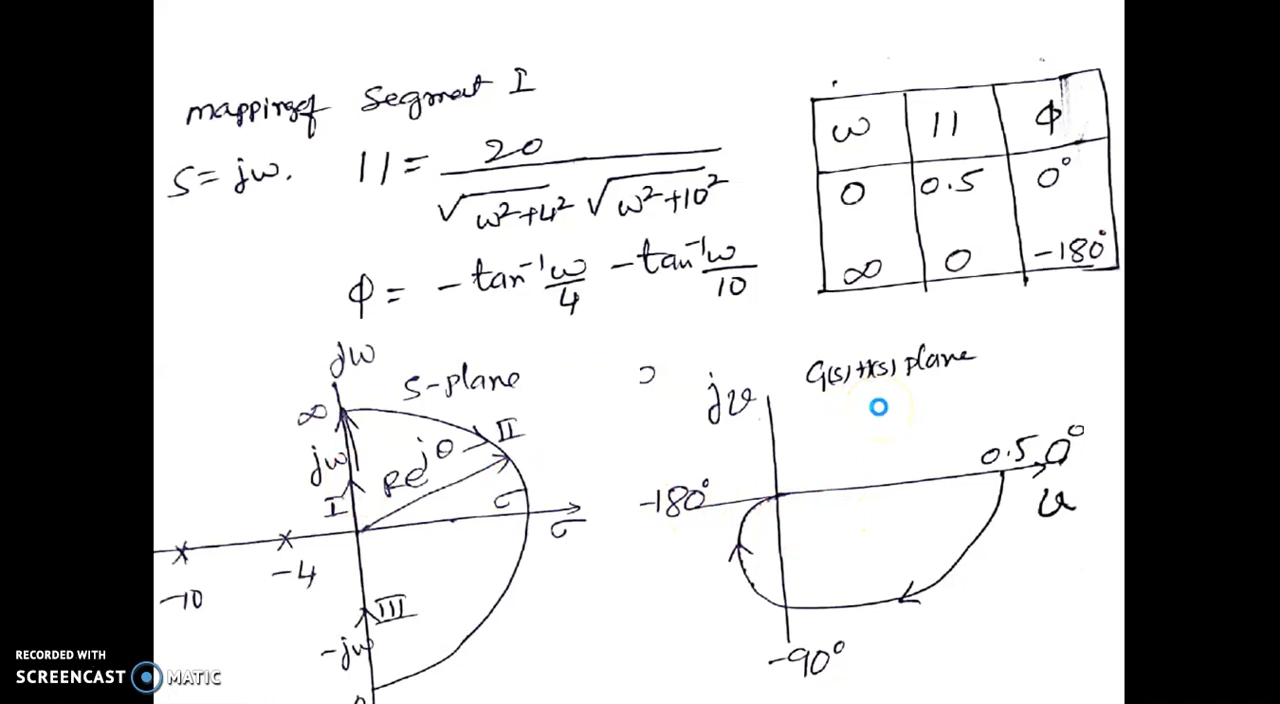 mapping of Segment I
S = jω. | | = 20 / √ω²+4² √ω²+10²
ϕ = -tan⁻¹ ω/4 - tan⁻¹ ω/10
ω | | ϕ
0 0.5 0°
∞ 0 -180°
jω
S-plane
∞
II
jω
Re^jθ
I
σ
σ
-10
-4
III
-jω
G(s)H(s) plane
jv
0.5 0°
-180°
u
-90°
RECORDED WITH
SCREENCAST MATIC